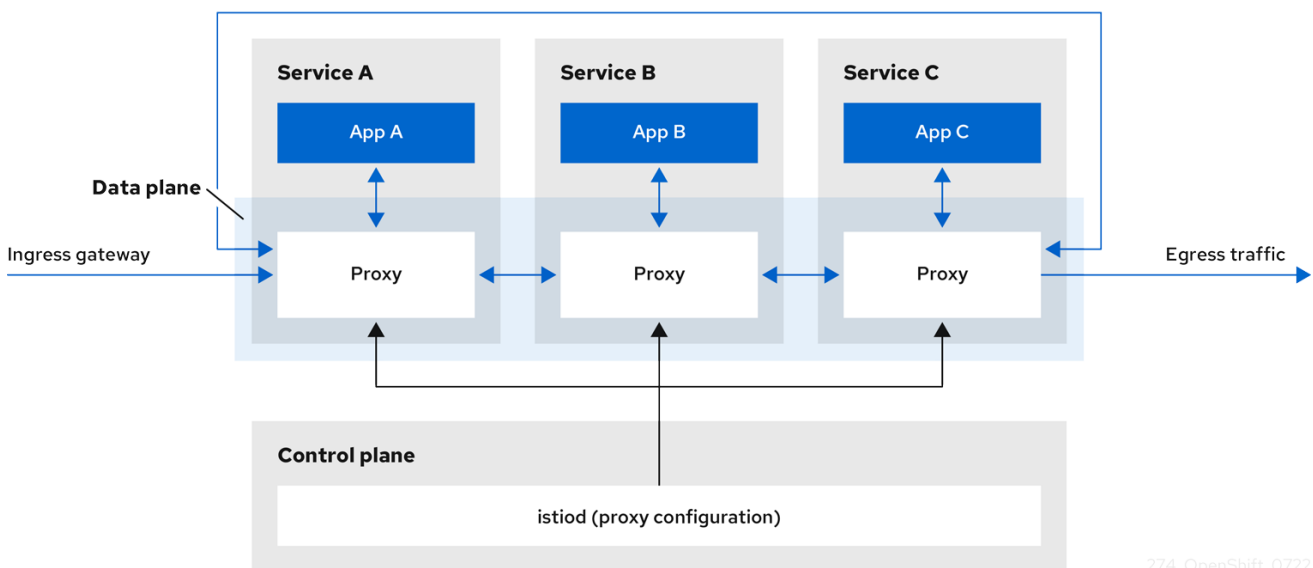 Service A
Service B
Service C
App A
App B
App C
Data plane
Ingress gateway
Egress traffic
Proxy
Proxy
Proxy
Control plane
istiod (proxy configuration)
274_OpenShift_0722